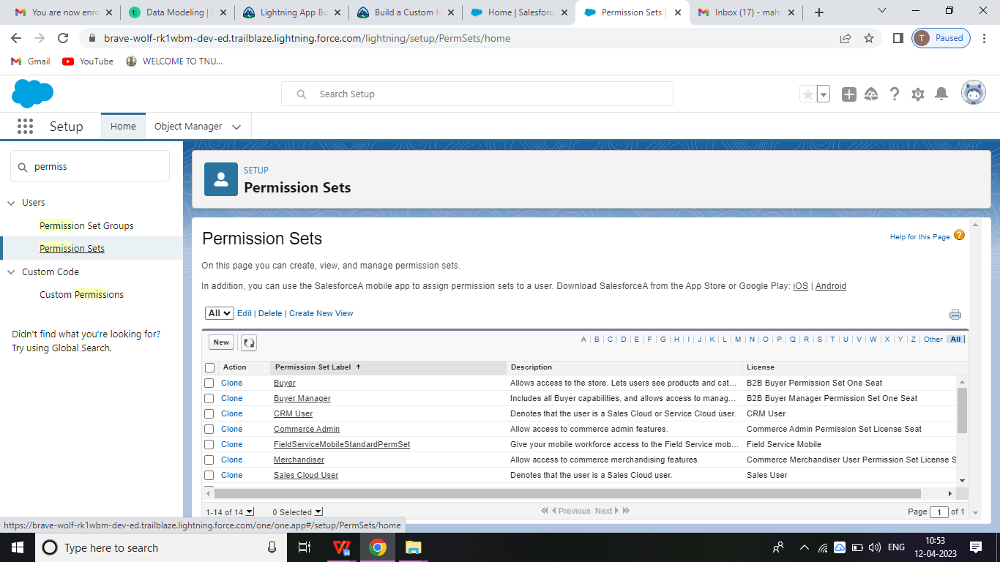 You are now enro
Data Modeling |
Lightning App Bu
Build a Custom H
Home | Salesforc
Permission Sets |
Inbox (17) - mah
brave-wolf-rk1wbm-dev-ed.trailblaze.lightning.force.com/lightning/setup/PermSets/home
T Paused
Gmail
YouTube
WELCOME TO TNU...
Search Setup
Setup
Home
Object Manager
permiss
Users
Permission Set Groups
Permission Sets
Custom Code
Custom Permissions
Didn't find what you're looking for?
Try using Global Search.
SETUP
Permission Sets
Permission Sets
Help for this Page ?
On this page you can create, view, and manage permission sets.
In addition, you can use the SalesforceA mobile app to assign permission sets to a user. Download SalesforceA from the App Store or Google Play: iOS | Android
All Edit | Delete | Create New View
New
A | B | C | D | E | F | G | H | I | J | K | L | M | N | O | P | Q | R | S | T | U | V | W | X | Y | Z | Other | All
Action Permission Set Label Description License
Clone Buyer Allows access to the store. Lets users see products and cat... B2B Buyer Permission Set One Seat
Clone Buyer Manager Includes all Buyer capabilities, and allows access to manag... B2B Buyer Manager Permission Set One Seat
Clone CRM User Denotes that the user is a Sales Cloud or Service Cloud user. CRM User
Clone Commerce Admin Allow access to commerce admin features. Commerce Admin Permission Set License Seat
Clone FieldServiceMobileStandardPermSet Give your mobile workforce access to the Field Service mob... Field Service Mobile
Clone Merchandiser Allow access to commerce merchandising features. Commerce Merchandiser User Permission Set License S
Clone Sales Cloud User Denotes that the user is a Sales Cloud user. Sales User
1-14 of 14 0 Selected Previous Next Page 1 of 1
https://brave-wolf-rk1wbm-dev-ed.trailblaze.lightning.force.com/one/one.app#/setup/PermSets/home
Type here to search
ENG
10:53
12-04-2023